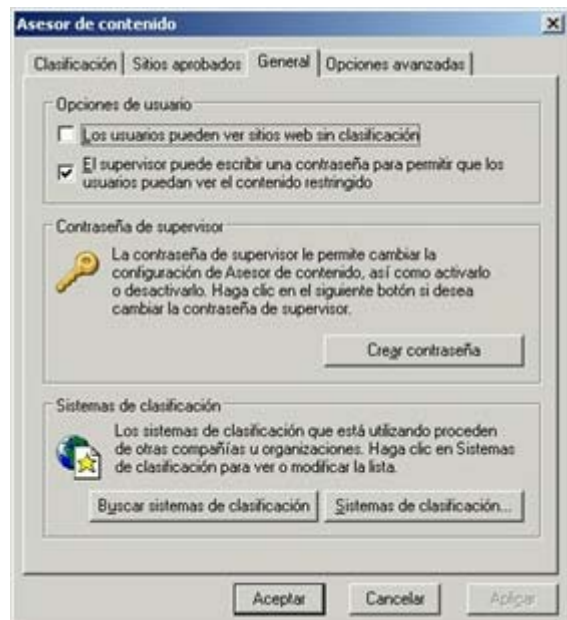 Asesor de contenido
Clasificación Sitios aprobados General Opciones avanzadas
Opciones de usuario
Los usuarios pueden ver sitios web sin clasificación
El supervisor puede escribir una contraseña para permitir que los
usuarios puedan ver el contenido restringido
Contraseña de supervisor
La contraseña de supervisor le permite cambiar la
configuración de Asesor de contenido, así como activarlo
o desactivarlo. Haga clic en el siguiente botón si desea
cambiar la contraseña de supervisor.
Crear contraseña
Sistemas de clasificación
Los sistemas de clasificación que está utilizando proceden
de otras compañías u organizaciones. Haga clic en Sistemas
de clasificación para ver o modificar la lista.
Buscar sistemas de clasificación Sistemas de clasificación...
Aceptar Cancelar Aplicar